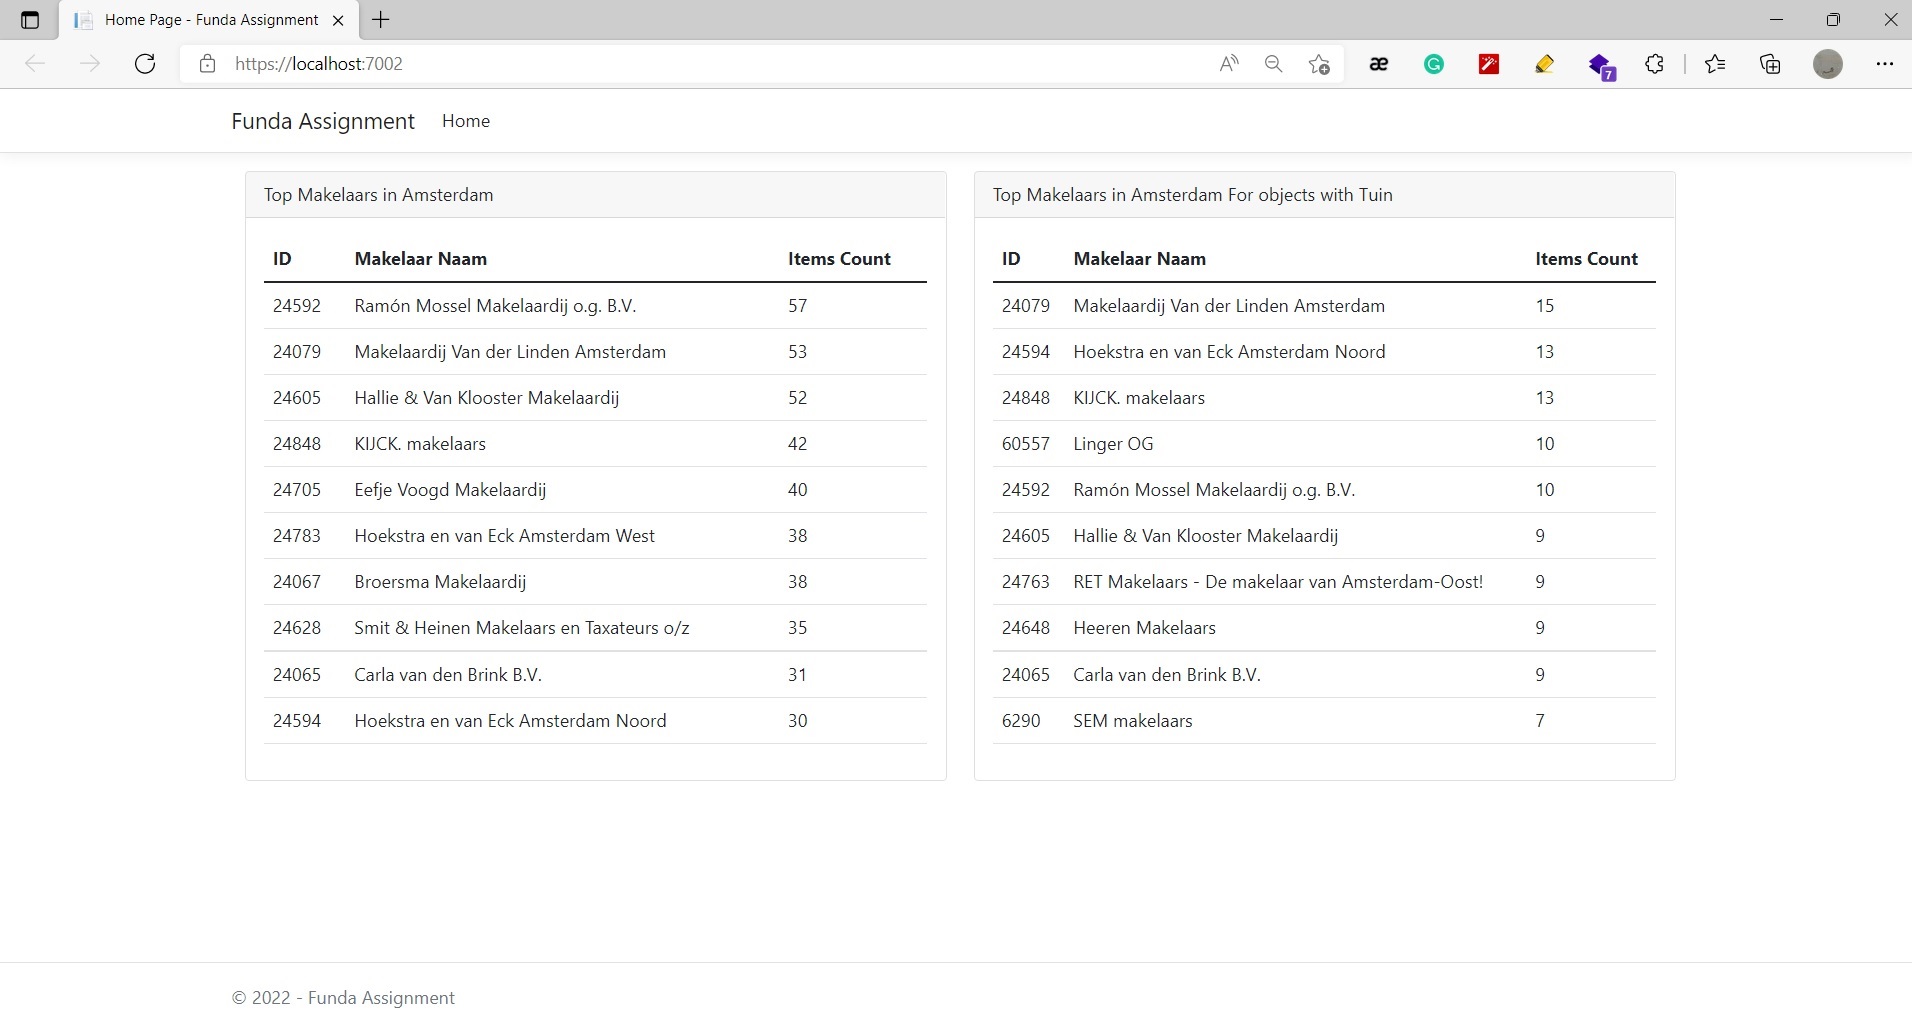 Home Page - Funda Assignment
https://localhost:7002
7
Funda Assignment Home
Top Makelaars in Amsterdam
ID Makelaar Naam Items Count
24592 Ramón Mossel Makelaardij o.g. B.V. 57
24079 Makelaardij Van der Linden Amsterdam 53
24605 Hallie & Van Klooster Makelaardij 52
24848 KIJCK. makelaars 42
24705 Eefje Voogd Makelaardij 40
24783 Hoekstra en van Eck Amsterdam West 38
24067 Broersma Makelaardij 38
24628 Smit & Heinen Makelaars en Taxateurs o/z 35
24065 Carla van den Brink B.V. 31
24594 Hoekstra en van Eck Amsterdam Noord 30
Top Makelaars in Amsterdam For objects with Tuin
ID Makelaar Naam Items Count
24079 Makelaardij Van der Linden Amsterdam 15
24594 Hoekstra en van Eck Amsterdam Noord 13
24848 KIJCK. makelaars 13
60557 Linger OG 10
24592 Ramón Mossel Makelaardij o.g. B.V. 10
24605 Hallie & Van Klooster Makelaardij 9
24763 RET Makelaars - De makelaar van Amsterdam-Oost! 9
24648 Heeren Makelaars 9
24065 Carla van den Brink B.V. 9
6290 SEM makelaars 7
© 2022 - Funda Assignment